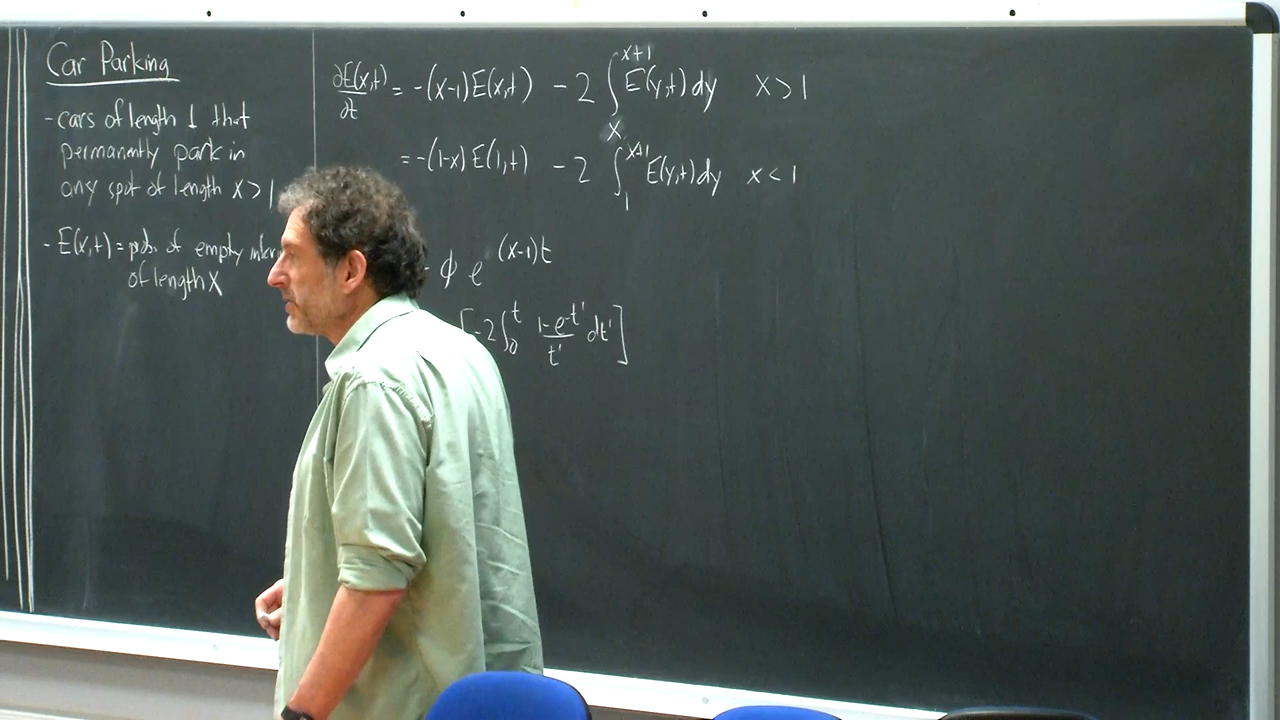 Car Parking
- cars of length 1 that
permanently park in
any spot of length x > 1
- E(x,t) = prob. of empty
of length x
∂E(x,t)/∂t = -(x-1)E(x,t) - 2 ∫_x^{x+1} E(y,t) dy x > 1
= -(1-x)E(1,t) - 2 ∫_1^{x+1} E(y,t) dy x < 1
ϕ e^{(x-1)t}
[-2 ∫_0^t (1-e^{-t'})/t' dt']